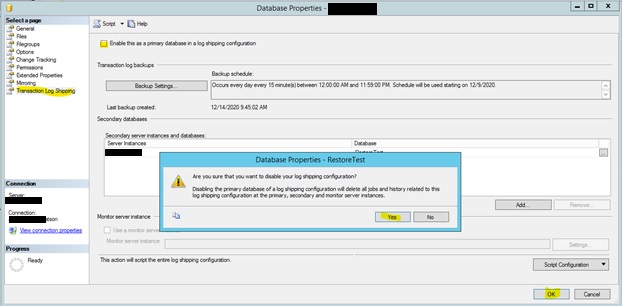 Database Properties -
Select a page
General
Files
Filegroups
Options
Change Tracking
Permissions
Extended Properties
Mirroring
Transaction Log Shipping
Script
Help
Enable this as a primary database in a log shipping configuration
Transaction log backups
Backup schedule:
Backup Settings...
Occurs every day every 15 minute(s) between 12:00:00 AM and 11:59:00 PM. Schedule will be used starting on 12/9/2020.
Last backup created:
12/14/2020 9:45:02 AM
Secondary databases
Secondary server instances and databases:
Server Instances
Database
RestoreTest
...
Database Properties - RestoreTest
Are you sure that you want to disable your log shipping configuration?
Disabling the primary database of a log shipping configuration will delete all jobs and history related to this
log shipping configuration at the primary, secondary and monitor server instances.
Yes
No
Add...
Remove...
Connection
Server:
Connection:
atson
View connection properties
Monitor server instance
Use a monitor server
Monitor server instance:
Settings...
Progress
Ready
This action will script the entire log shipping configuration.
Script Configuration
OK
Cancel